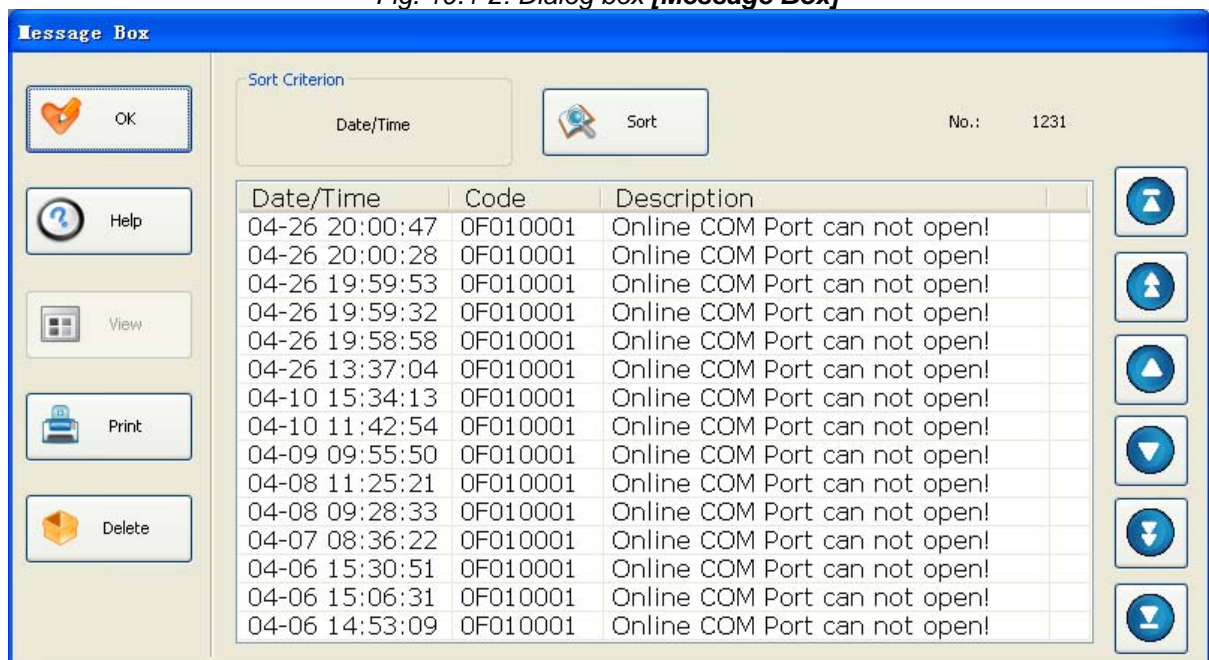 Fig. 10.1-2: Dialog box [Message Box]
Message Box
OK
Help
View
Print
Delete
Sort Criterion
Date/Time
Sort
No.: 1231
Date/Time Code Description
04-26 20:00:47 0F010001 Online COM Port can not open!
04-26 20:00:28 0F010001 Online COM Port can not open!
04-26 19:59:53 0F010001 Online COM Port can not open!
04-26 19:59:32 0F010001 Online COM Port can not open!
04-26 19:58:58 0F010001 Online COM Port can not open!
04-26 13:37:04 0F010001 Online COM Port can not open!
04-10 15:34:13 0F010001 Online COM Port can not open!
04-10 11:42:54 0F010001 Online COM Port can not open!
04-09 09:55:50 0F010001 Online COM Port can not open!
04-08 11:25:21 0F010001 Online COM Port can not open!
04-08 09:28:33 0F010001 Online COM Port can not open!
04-07 08:36:22 0F010001 Online COM Port can not open!
04-06 15:30:51 0F010001 Online COM Port can not open!
04-06 15:06:31 0F010001 Online COM Port can not open!
04-06 14:53:09 0F010001 Online COM Port can not open!